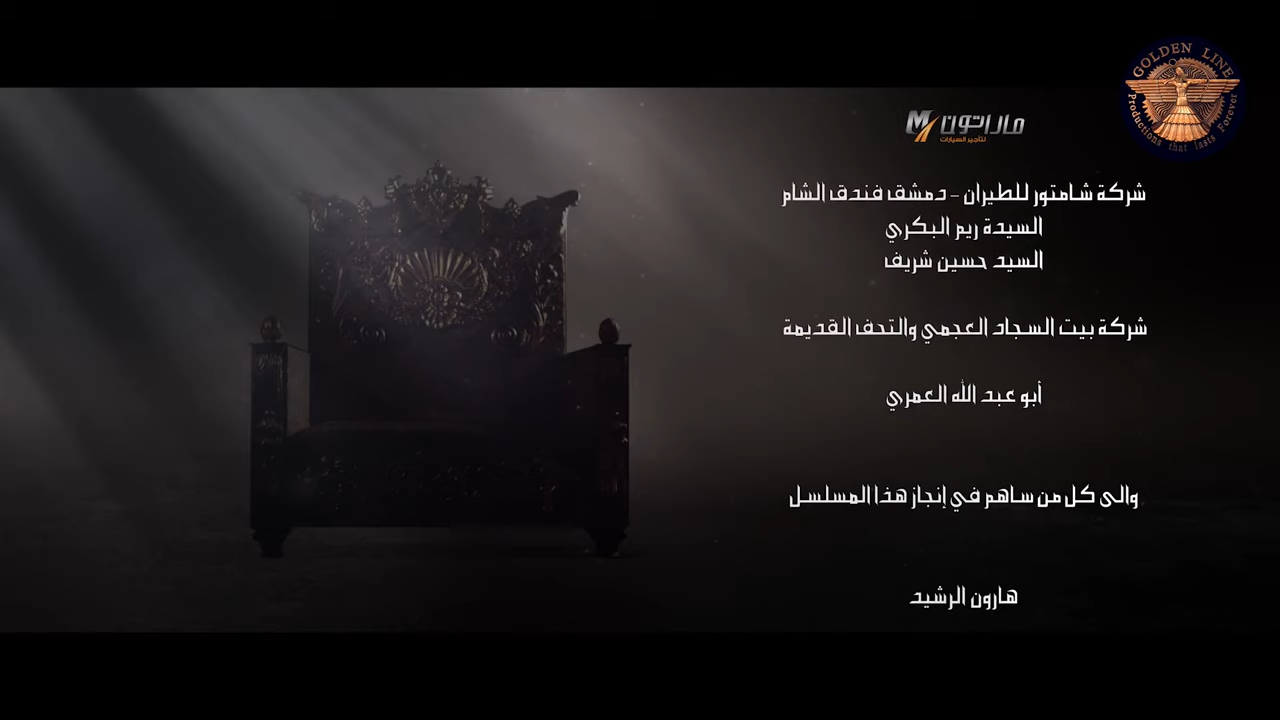 GOLDEN LINE
Productions that lasts Forever
ماراتون
لتأجير السيارات
شركة شامتور للطيران - دمشق فندق الشام
السيدة ريم البكري
السيد حسين شريف
شركة بيت السجاد العجمي والتحف القديمة
أبو عبد الله العمري
والى كل من ساهم في إنجاز هذا المسلسل
هارون الرشيد